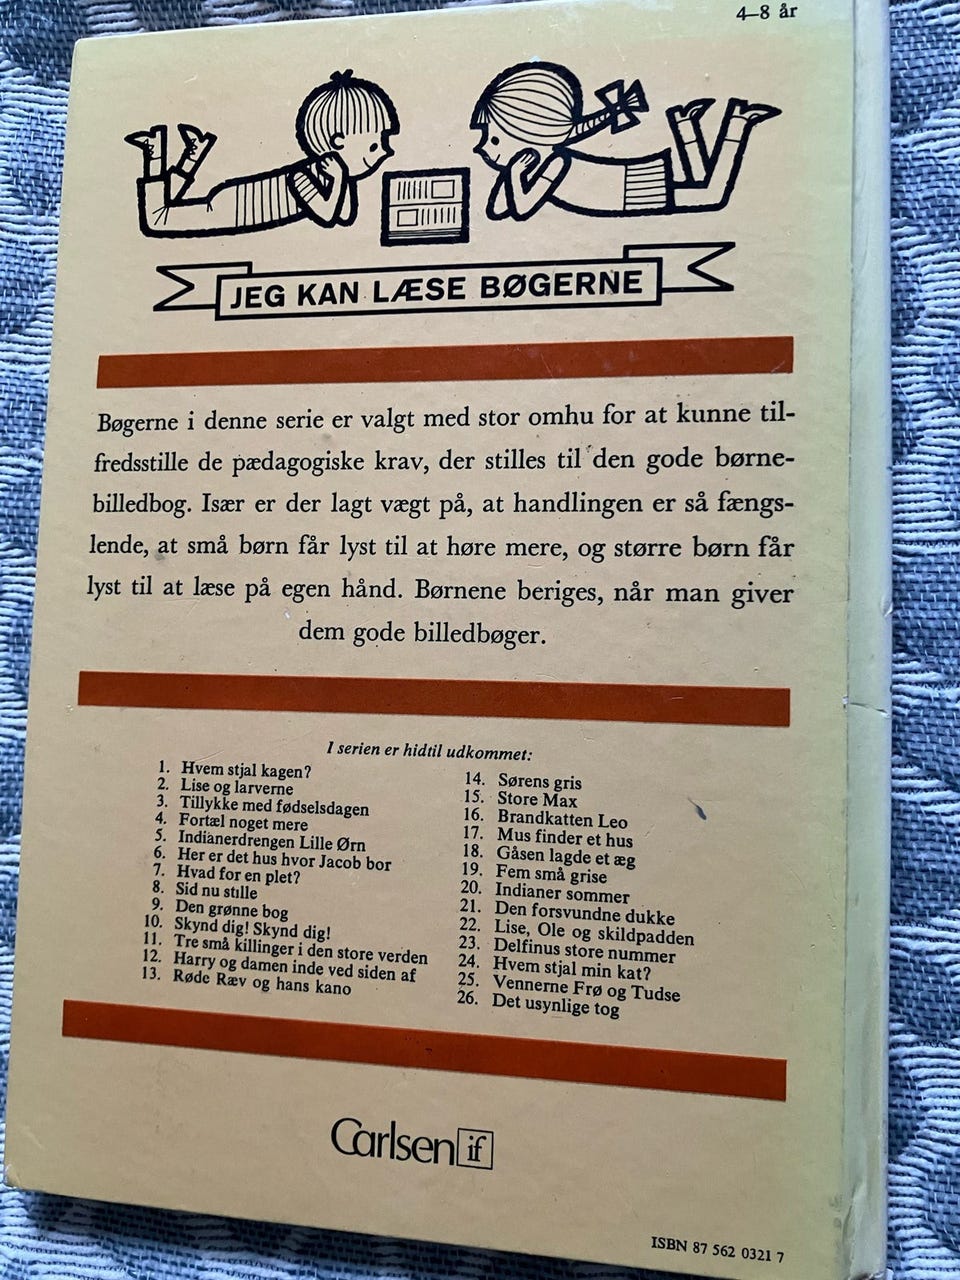 4–8 år
JEG KAN LÆSE BØGERNE
Bøgerne i denne serie er valgt med stor omhu for at kunne til-
fredsstille de pædagogiske krav, der stilles til den gode børne-
billedbog. Især er der lagt vægt på, at handlingen er så fængs-
lende, at små børn får lyst til at høre mere, og større børn får
lyst til at læse på egen hånd. Børnene beriges, når man giver
dem gode billedbøger.
I serien er hidtil udkommet:
1. Hvem stjal kagen?
2. Lise og larverne
3. Tillykke med fødselsdagen
4. Fortæl noget mere
5. Indianerdrengen Lille Ørn
6. Her er det hus hvor Jacob bor
7. Hvad for en plet?
8. Sid nu stille
9. Den grønne bog
10. Skynd dig! Skynd dig!
11. Tre små killinger i den store verden
12. Harry og damen inde ved siden af
13. Røde Ræv og hans kano
14. Sørens gris
15. Store Max
16. Brandkatten Leo
17. Mus finder et hus
18. Gåsen lagde et æg
19. Fem små grise
20. Indianer sommer
21. Den forsvundne dukke
22. Lise, Ole og skildpadden
23. Delfinus store nummer
24. Hvem stjal min kat?
25. Vennerne Frø og Tudse
26. Det usynlige tog
Carlsen if
ISBN 87 562 0321 7